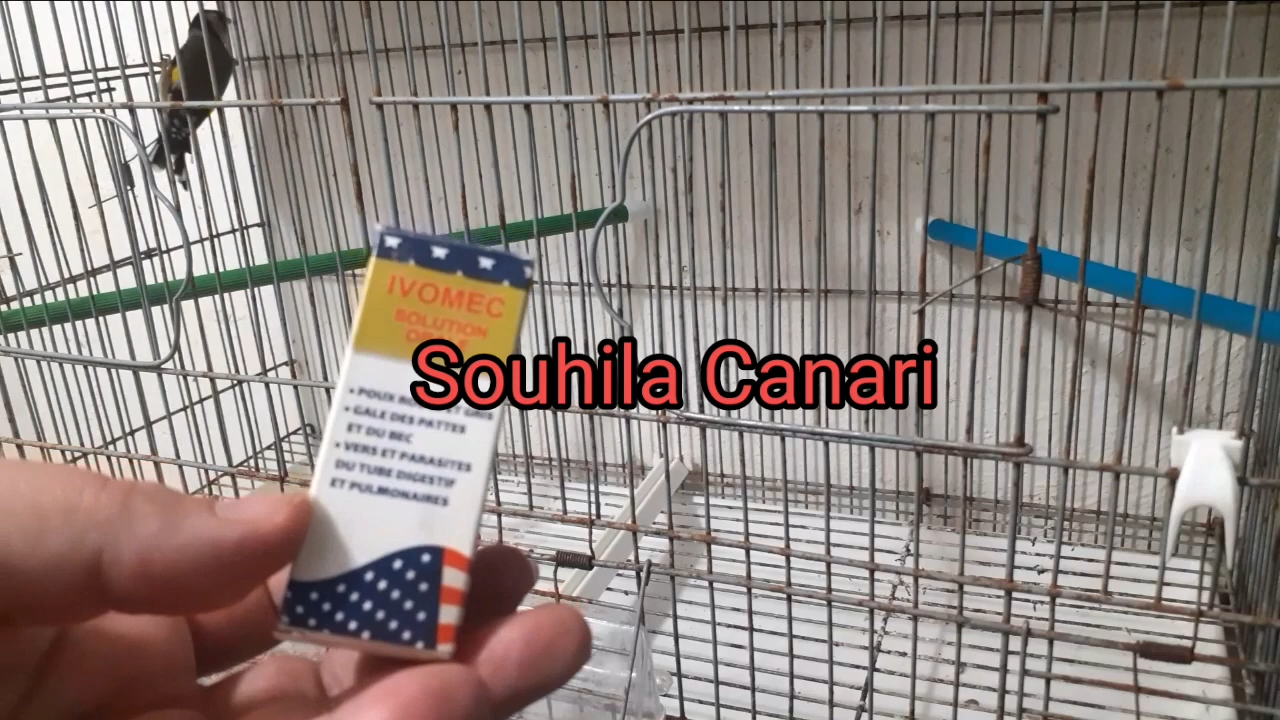 IVOMEC
SOLUTION
Souhila Canari
• POUX
• GALE DES PATTES
ET DU BEC
• VERS ET PARASITES
DU TUBE DIGESTIF
ET PULMONAIRES